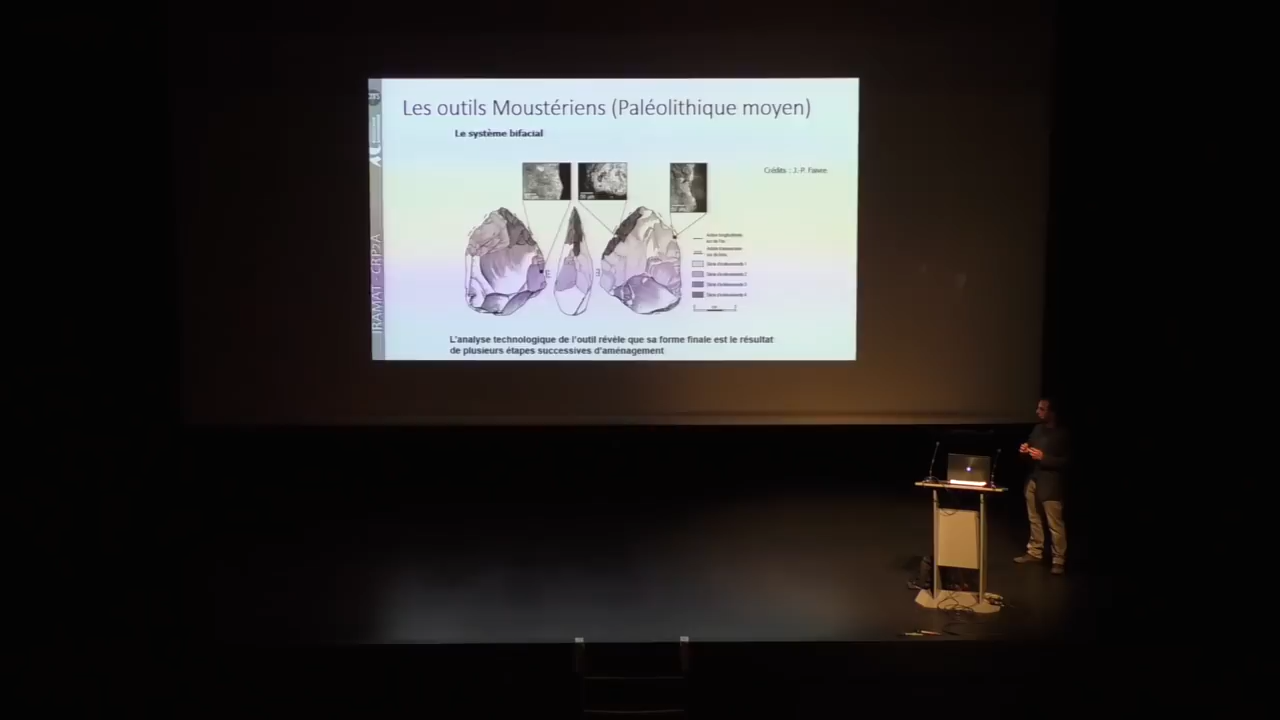 Les outils Moustériens (Paléolithique moyen)
Le système bifacial
Crédits : J.-P. Faivre
IRAMAT - CRP2A
L'analyse technologique de l'outil révèle que sa forme finale est le résultat
de plusieurs étapes successives d'aménagement